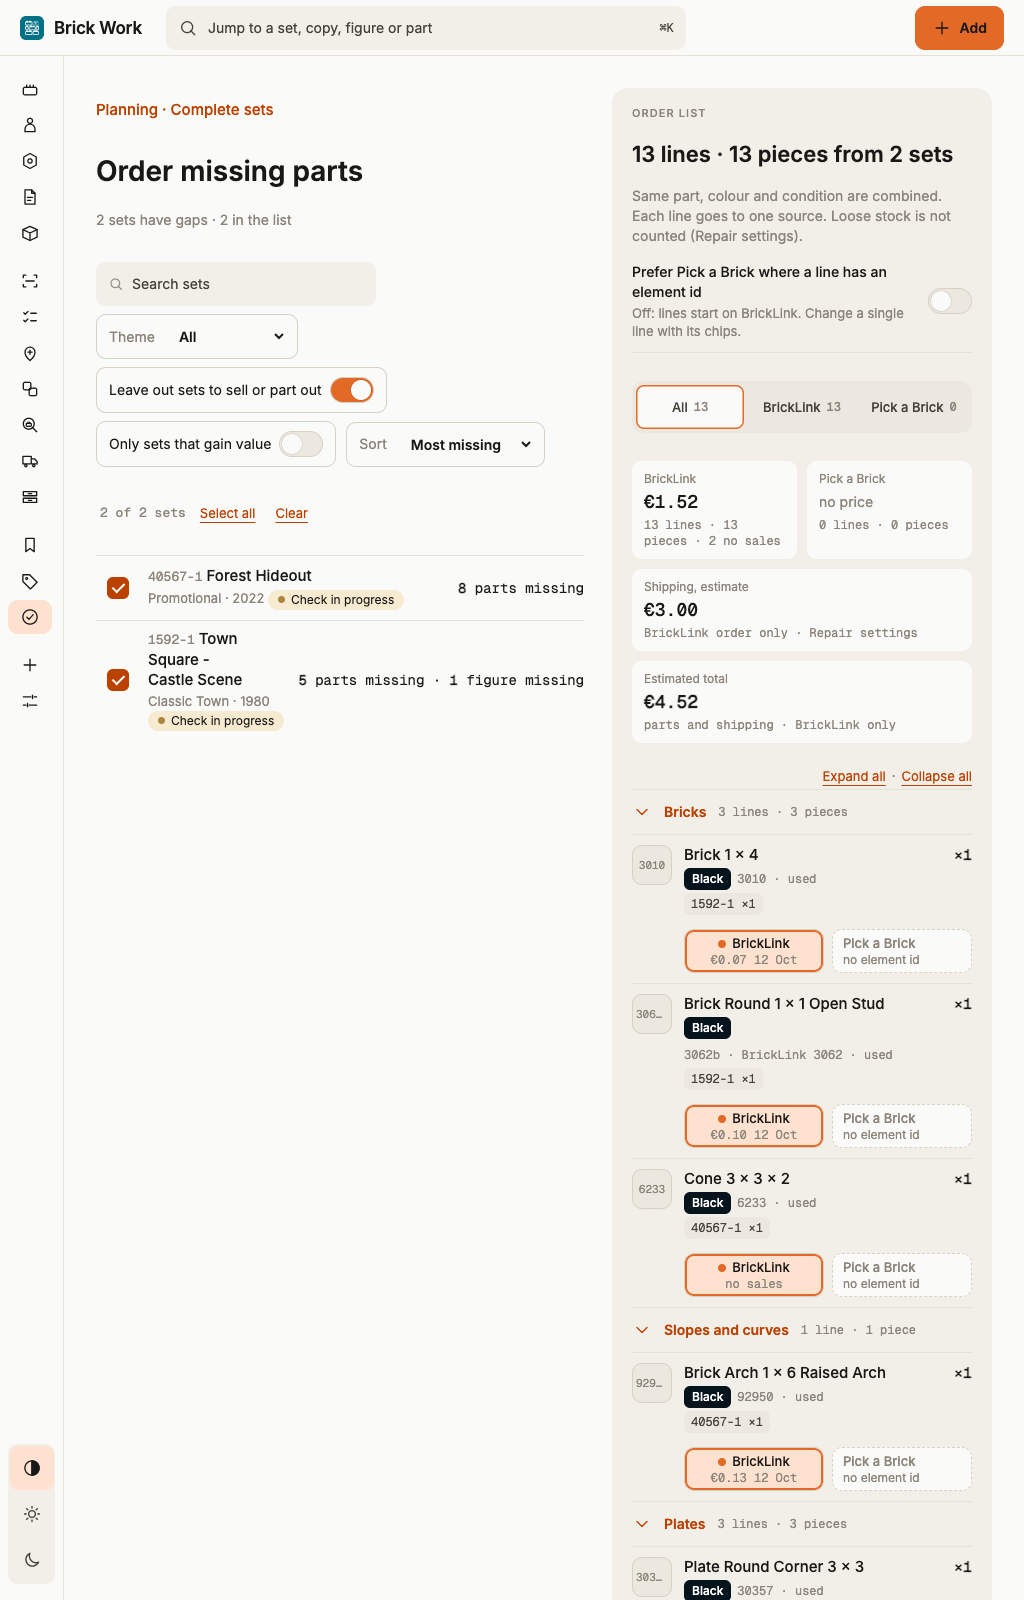 Brick Work
Jump to a set, copy, figure or part
⌘K
Add
Planning · Complete sets
Order missing parts
2 sets have gaps · 2 in the list
Search sets
Theme All
Leave out sets to sell or part out
Only sets that gain value
Sort Most missing
2 of 2 sets Select all Clear
40567-1 Forest Hideout
Promotional · 2022 Check in progress
8 parts missing
1592-1 Town
Square -
Castle Scene
Classic Town · 1980
Check in progress
5 parts missing · 1 figure missing
ORDER LIST
13 lines · 13 pieces from 2 sets
Same part, colour and condition are combined.
Each line goes to one source. Loose stock is not
counted (Repair settings).
Prefer Pick a Brick where a line has an
element id
Off: lines start on BrickLink. Change a single
line with its chips.
All 13 BrickLink 13 Pick a Brick 0
BrickLink
€1.52
13 lines · 13
pieces · 2 no sales
Pick a Brick
no price
0 lines · 0 pieces
Shipping, estimate
€3.00
BrickLink order only · Repair settings
Estimated total
€4.52
parts and shipping · BrickLink only
Expand all · Collapse all
Bricks 3 lines · 3 pieces
3010
Brick 1 × 4 ×1
Black 3010 · used
1592-1 ×1
BrickLink
€0.07 12 Oct
Pick a Brick
no element id
306…
Brick Round 1 × 1 Open Stud ×1
Black
3062b · BrickLink 3062 · used
1592-1 ×1
BrickLink
€0.10 12 Oct
Pick a Brick
no element id
6233
Cone 3 × 3 × 2 ×1
Black 6233 · used
40567-1 ×1
BrickLink
no sales
Pick a Brick
no element id
Slopes and curves 1 line · 1 piece
929…
Brick Arch 1 × 6 Raised Arch ×1
Black 92950 · used
40567-1 ×1
BrickLink
€0.13 12 Oct
Pick a Brick
no element id
Plates 3 lines · 3 pieces
303…
Plate Round Corner 3 × 3 ×1
Black 30357 · used